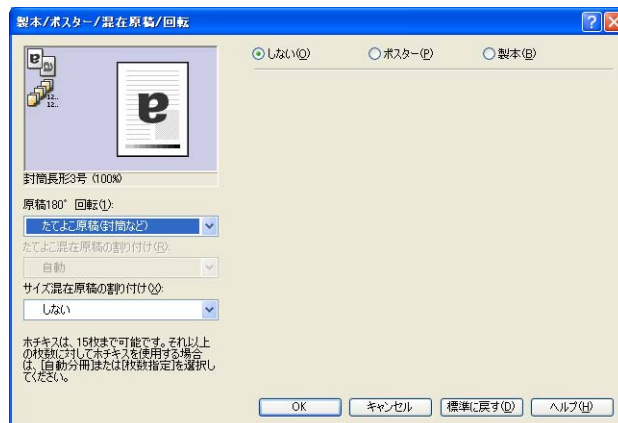 製本/ポスター/混在原稿/回転
しない(O)
ポスター(P)
製本(B)
a
a
12..
12..
a
封筒長形3号 (100%)
原稿180° 回転(1):
たてよこ原稿(封筒など)
たてよこ混在原稿の割り付け(R):
自動
サイズ混在原稿の割り付け(X):
しない
ホチキスは、15枚まで可能です。それ以上
の枚数に対してホチキスを使用する場合
は、[自動分冊]または[枚数指定]を選択し
てください。
OK
キャンセル
標準に戻す(D)
ヘルプ(H)